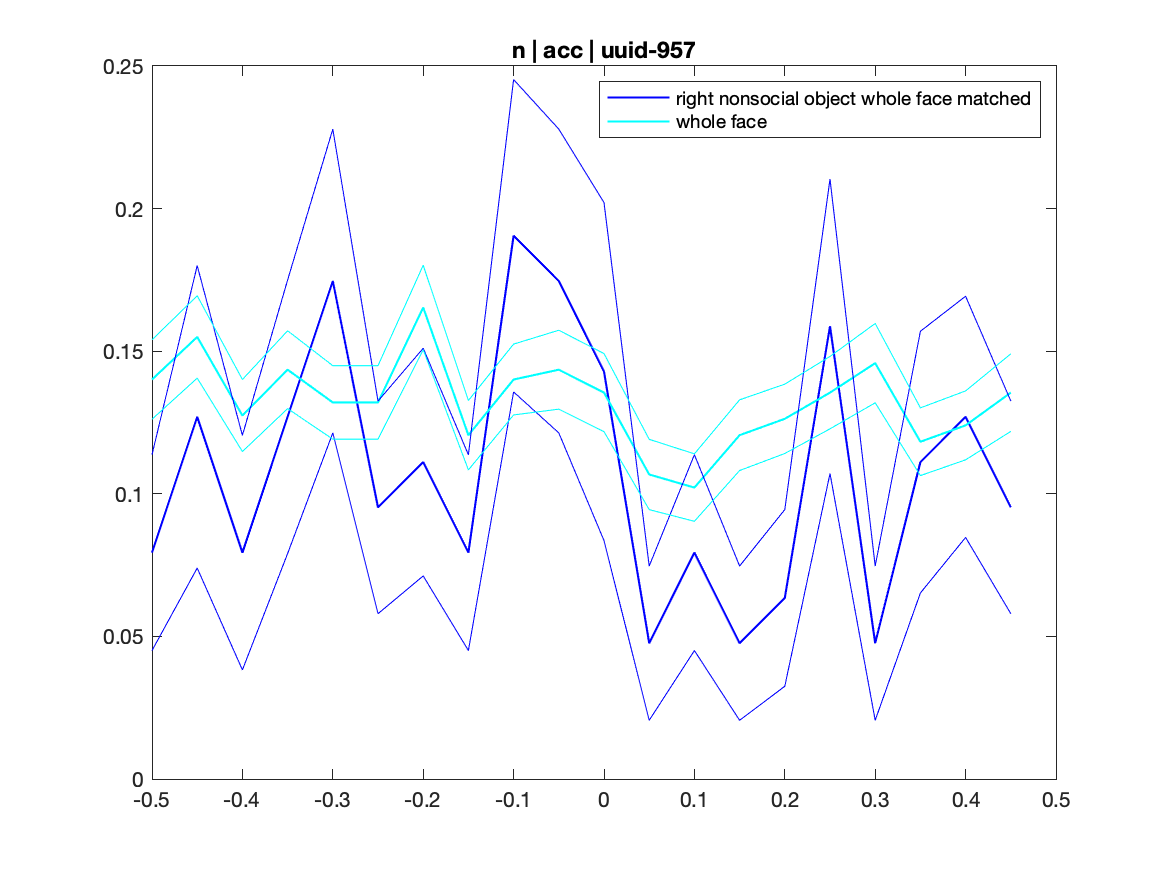 n | acc | uuid-957
right nonsocial object whole face matched
whole face
0.25
0.2
0.15
0.1
0.05
0
-0.5 -0.4 -0.3 -0.2 -0.1 0 0.1 0.2 0.3 0.4 0.5